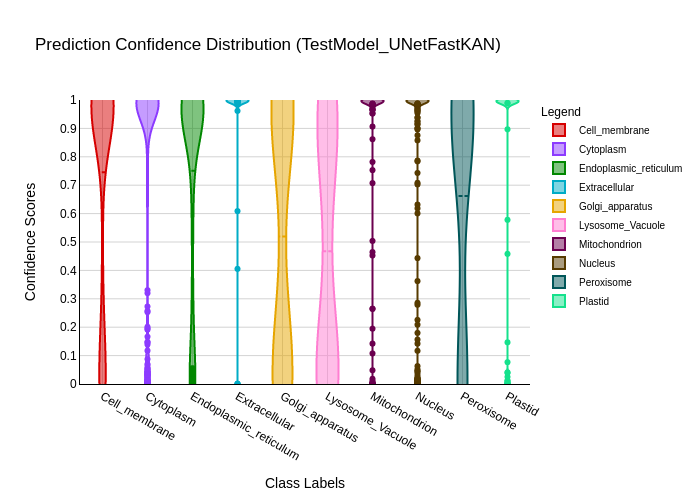 Prediction Confidence Distribution (TestModel_UNetFastKAN)
Legend
Cell_membrane
Cytoplasm
Endoplasmic_reticulum
Extracellular
Golgi_apparatus
Lysosome_Vacuole
Mitochondrion
Nucleus
Peroxisome
Plastid
Confidence Scores
1
0.9
0.8
0.7
0.6
0.5
0.4
0.3
0.2
0.1
0
Cell_membrane
Cytoplasm
Endoplasmic_reticulum
Extracellular
Golgi_apparatus
Lysosome_Vacuole
Mitochondrion
Nucleus
Peroxisome
Plastid
Class Labels